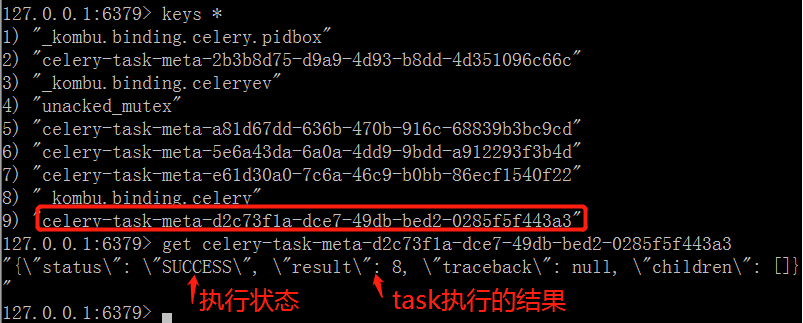 127.0.0.1:6379> keys *
1) "_kombu.binding.celery.pidbox"
2) "celery-task-meta-2b3b8d75-d9a9-4d93-b8dd-4d351096c66c"
3) "_kombu.binding.celeryev"
4) "unacked_mutex"
5) "celery-task-meta-a81d67dd-636b-470b-916c-68839b3bc9cd"
6) "celery-task-meta-5e6a43da-6a0a-4dd9-9bdd-a912293f3b4d"
7) "celery-task-meta-e61d30a0-7c6a-46c9-b0bb-86ecf1540f22"
8) "_kombu.binding.celery"
9) "celery-task-meta-d2c73f1a-dce7-49db-bed2-0285f5f443a3"
127.0.0.1:6379> get celery-task-meta-d2c73f1a-dce7-49db-bed2-0285f5f443a3
"{\"status\": \"SUCCESS\", \"result\": 8, \"traceback\": null, \"children\": []}
"
执行状态
task执行的结果
127.0.0.1:6379>